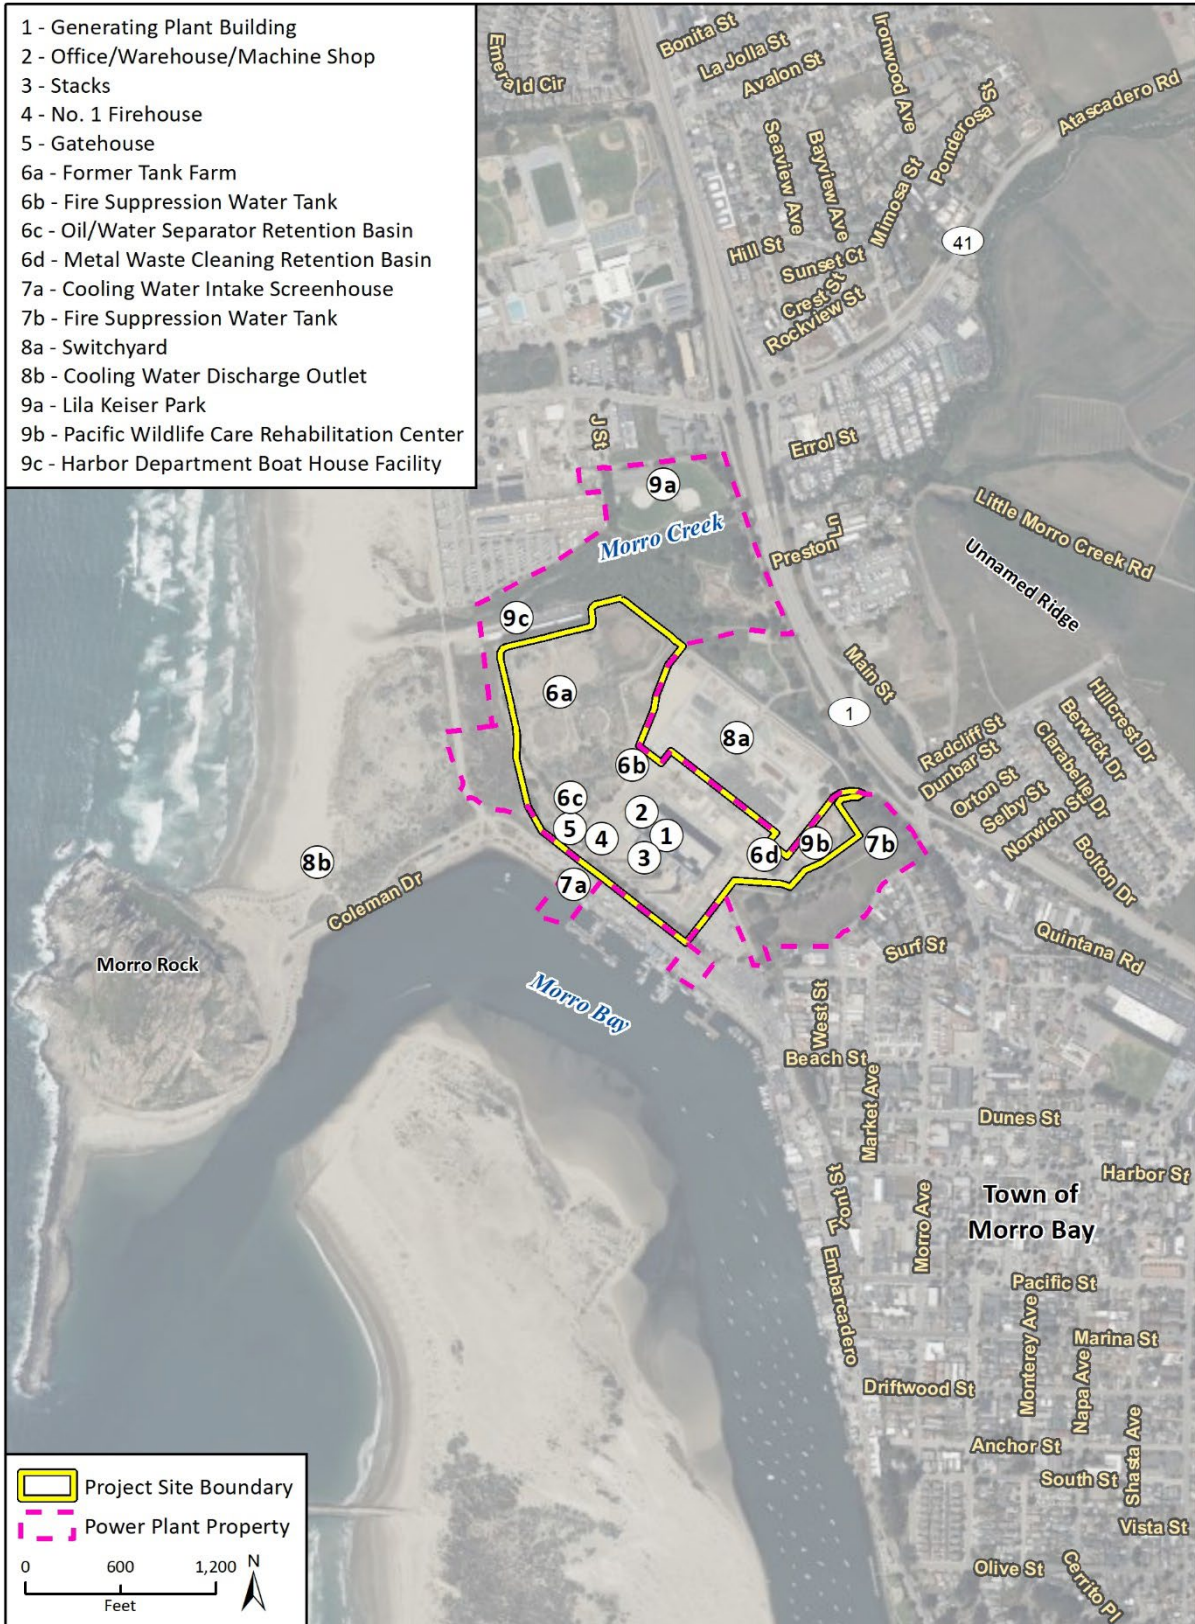 1 - Generating Plant Building
2 - Office/Warehouse/Machine Shop
3 - Stacks
4 - No. 1 Firehouse
5 - Gatehouse
6a - Former Tank Farm
6b - Fire Suppression Water Tank
6c - Oil/Water Separator Retention Basin
6d - Metal Waste Cleaning Retention Basin
7a - Cooling Water Intake Screenhouse
7b - Fire Suppression Water Tank
8a - Switchyard
8b - Cooling Water Discharge Outlet
9a - Lila Keiser Park
9b - Pacific Wildlife Care Rehabilitation Center
9c - Harbor Department Boat House Facility
Emerald Cir
Bonita St
La Jolla St
Avalon St
Ironwood Ave
Ponderosa St
Atascadero Rd
Seaview Ave
Bayview Ave
Mimosa St
Hill St
Sunset Ct
Crest St
Rockview St
41
J St
Errol St
9a
Morro Creek
Preston Ln
Little Morro Creek Rd
Unnamed Ridge
9c
Main St
1
6a
8a
6b
Radcliff St
Dunbar St
Orton St
Selby St
Norwich St
Hillcrest Dr
Berwick Dr
Clarabelle Dr
Bolton Dr
6c
2
5
4
1
3
6d
9b
7b
8b
7a
Coleman Dr
Morro Rock
Surf St
Quintana Rd
Morro Bay
West St
Beach St
Market Ave
Dunes St
Harbor St
Front St
Morro Ave
Town of
Morro Bay
Embarcadero
Pacific St
Monterey Ave
Marina St
Napa Ave
Driftwood St
Anchor St
South St
Shasta Ave
Vista St
Olive St
Cerrito Pl
Project Site Boundary
Power Plant Property
0 600 1,200
Feet
N